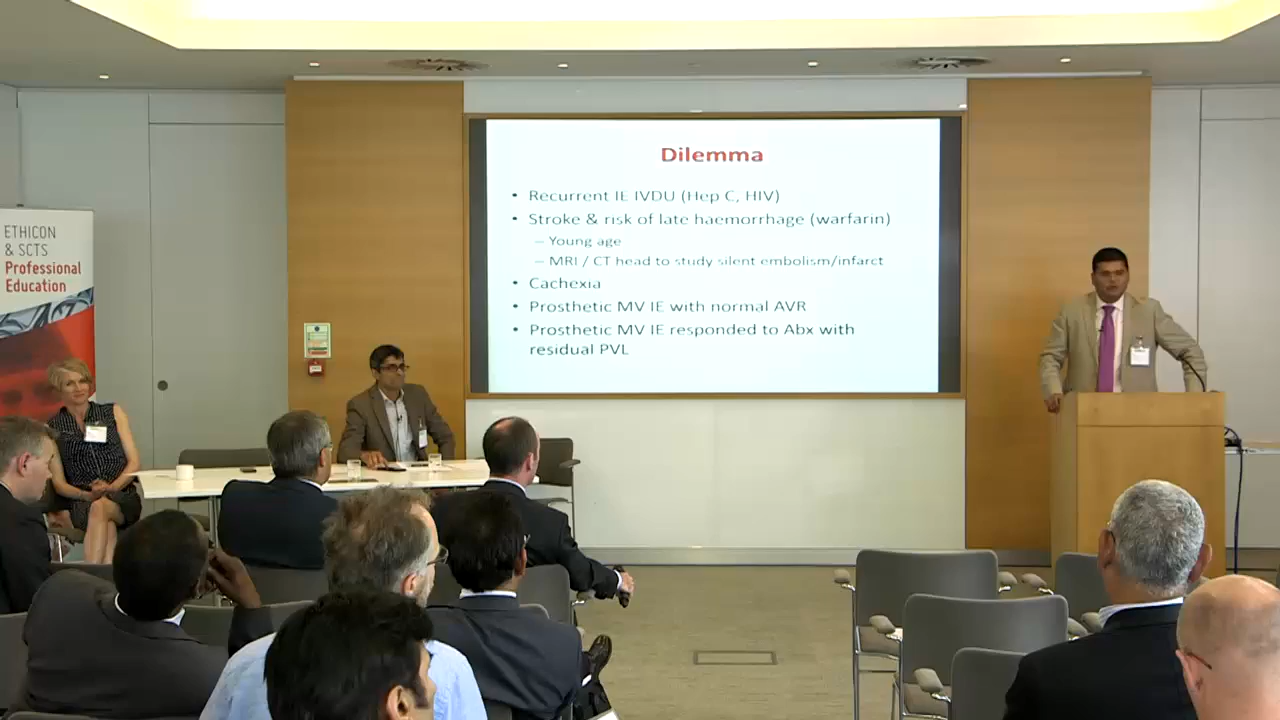 ETHICON
& SCTS
Professional
Education
Dilemma
• Recurrent IE IVDU (Hep C, HIV)
• Stroke & risk of late haemorrhage (warfarin)
– Young age
– MRI / CT head to study silent embolism/infarct
• Cachexia
• Prosthetic MV IE with normal AVR
• Prosthetic MV IE responded to Abx with
residual PVL